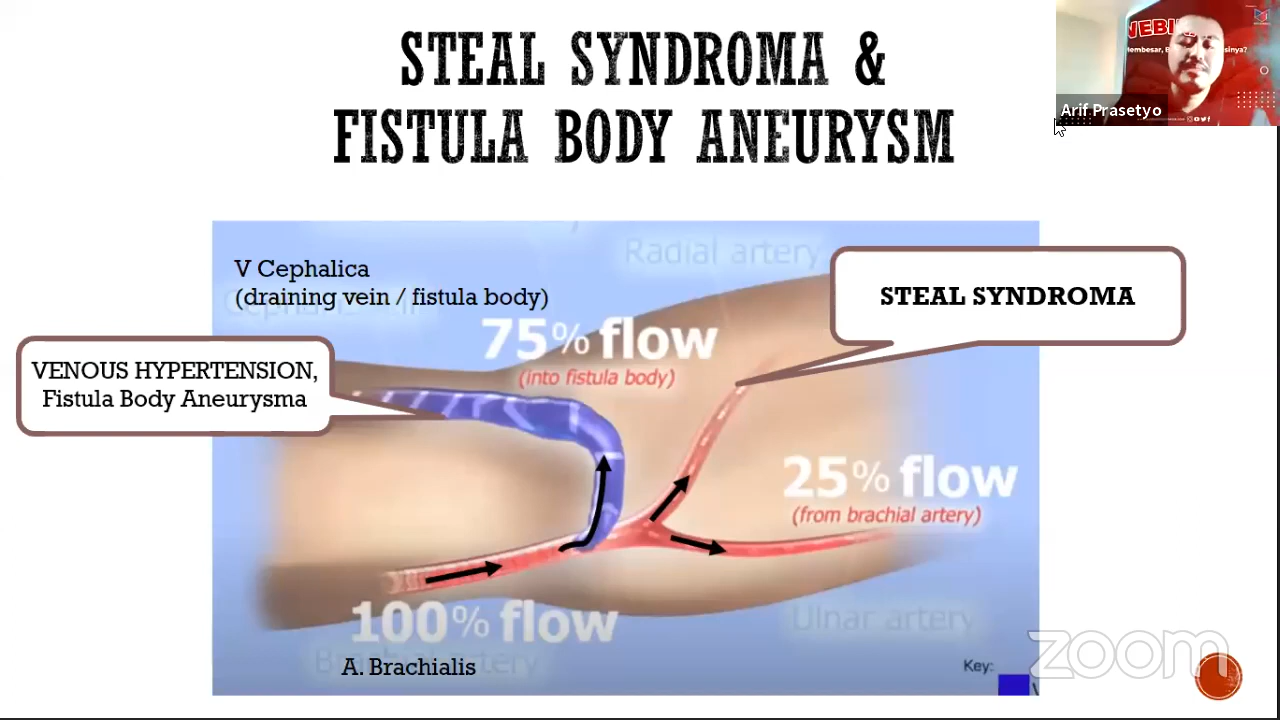 STEAL SYNDROMA &
FISTULA BODY ANEURYSM
Arif Prasetyo
Radial artery
V Cephalica
(draining vein / fistula body)
STEAL SYNDROMA
75% flow
(into fistula body)
VENOUS HYPERTENSION,
Fistula Body Aneurysma
25% flow
(from brachial artery)
100% flow
Ulnar artery
A. Brachialis
Key:
zoom